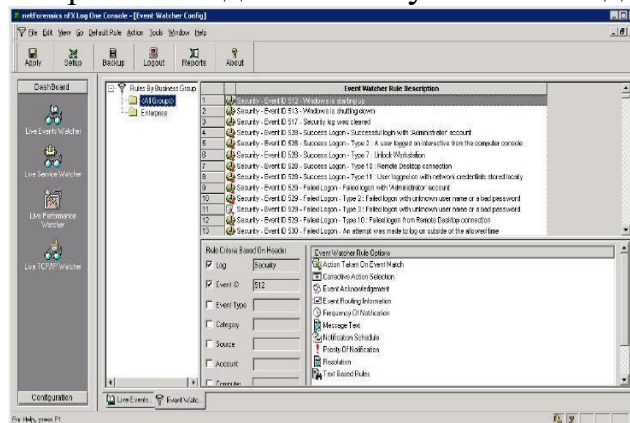 netForensics nFX Log One Console - [Event Watcher Config]
File Edit View Go Default Rule Action Tools Window Help
Apply Setup Backup Logout Reports About
DashBoard
Live Events Watcher
Live Service Watcher
Live Performance
Watcher
Live TCP/IP Watcher
Configuration
Rules By Business Group
<All Groups>
Enterprise
Event Watcher Rule Description
1 Security - Event ID 512 - Windows is starting up
2 Security - Event ID 513 - Windows is shutting down
3 Security - Event ID 517 - Security log was cleared
4 Security - Event ID 528 - Success Logon - Successful login with 'Administrator' account
5 Security - Event ID 528 - Success Logon - Type 2 : A user logged on interactive from the computer console
6 Security - Event ID 528 - Success Logon - Type 7 : Unlock Workstation
7 Security - Event ID 528 - Success Logon - Type 10 : Remote Desktop connection
8 Security - Event ID 528 - Success Logon - Type 11 : User logged on with network credentials stored locally
9 Security - Event ID 529 - Failed Logon - Failed logon with 'Administrator' account
10 Security - Event ID 529 - Failed Logon - Type 2 : Failed logon with unknown user name or a bad password
11 Security - Event ID 529 - Failed Logon - Type 3 : Failed logon with unknown user name or a bad password
12 Security - Event ID 529 - Failed Logon - Type 10 : Failed logon from Remote Desktop connection
13 Security - Event ID 530 - Failed Logon - An attempt was made to log on outside of the allowed time
Rule Criteria Based On Header
Log Security
Event ID 512
Event Type
Category
Source
Account
Computer
Event Watcher Rule Options
Action Taken On Event Match
Corrective Action Selection
Event Acknowledgement
Event Routing Information
Frequency Of Notification
Message Text
Notification Schedule
Priority Of Notification
Resolution
Text Based Rules
Live Events... Event Watc...
For Help, press F1